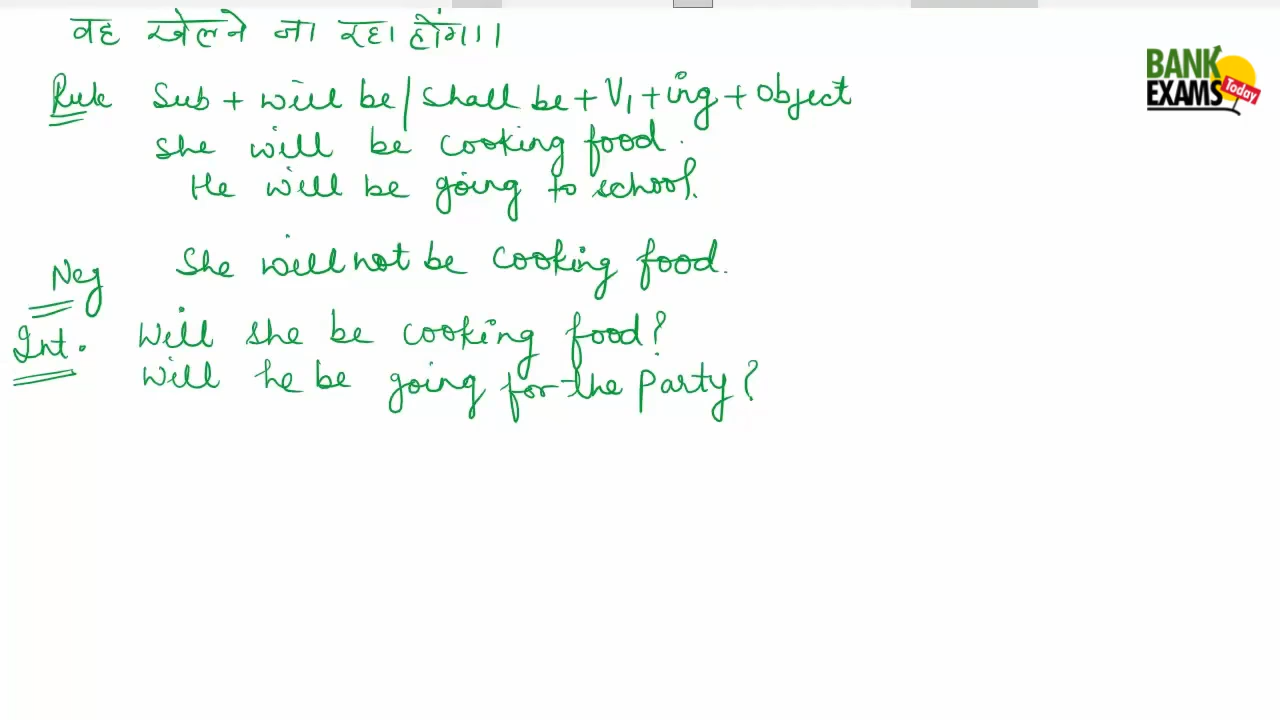 वह खेलने जा रहा होगा।
Rule Sub + will be / shall be + V1 + ing + object
She will be cooking food.
He will be going to school.
Neg She will not be cooking food.
Int. Will she be cooking food?
Will he be going for the party?
BANK
EXAMS Today